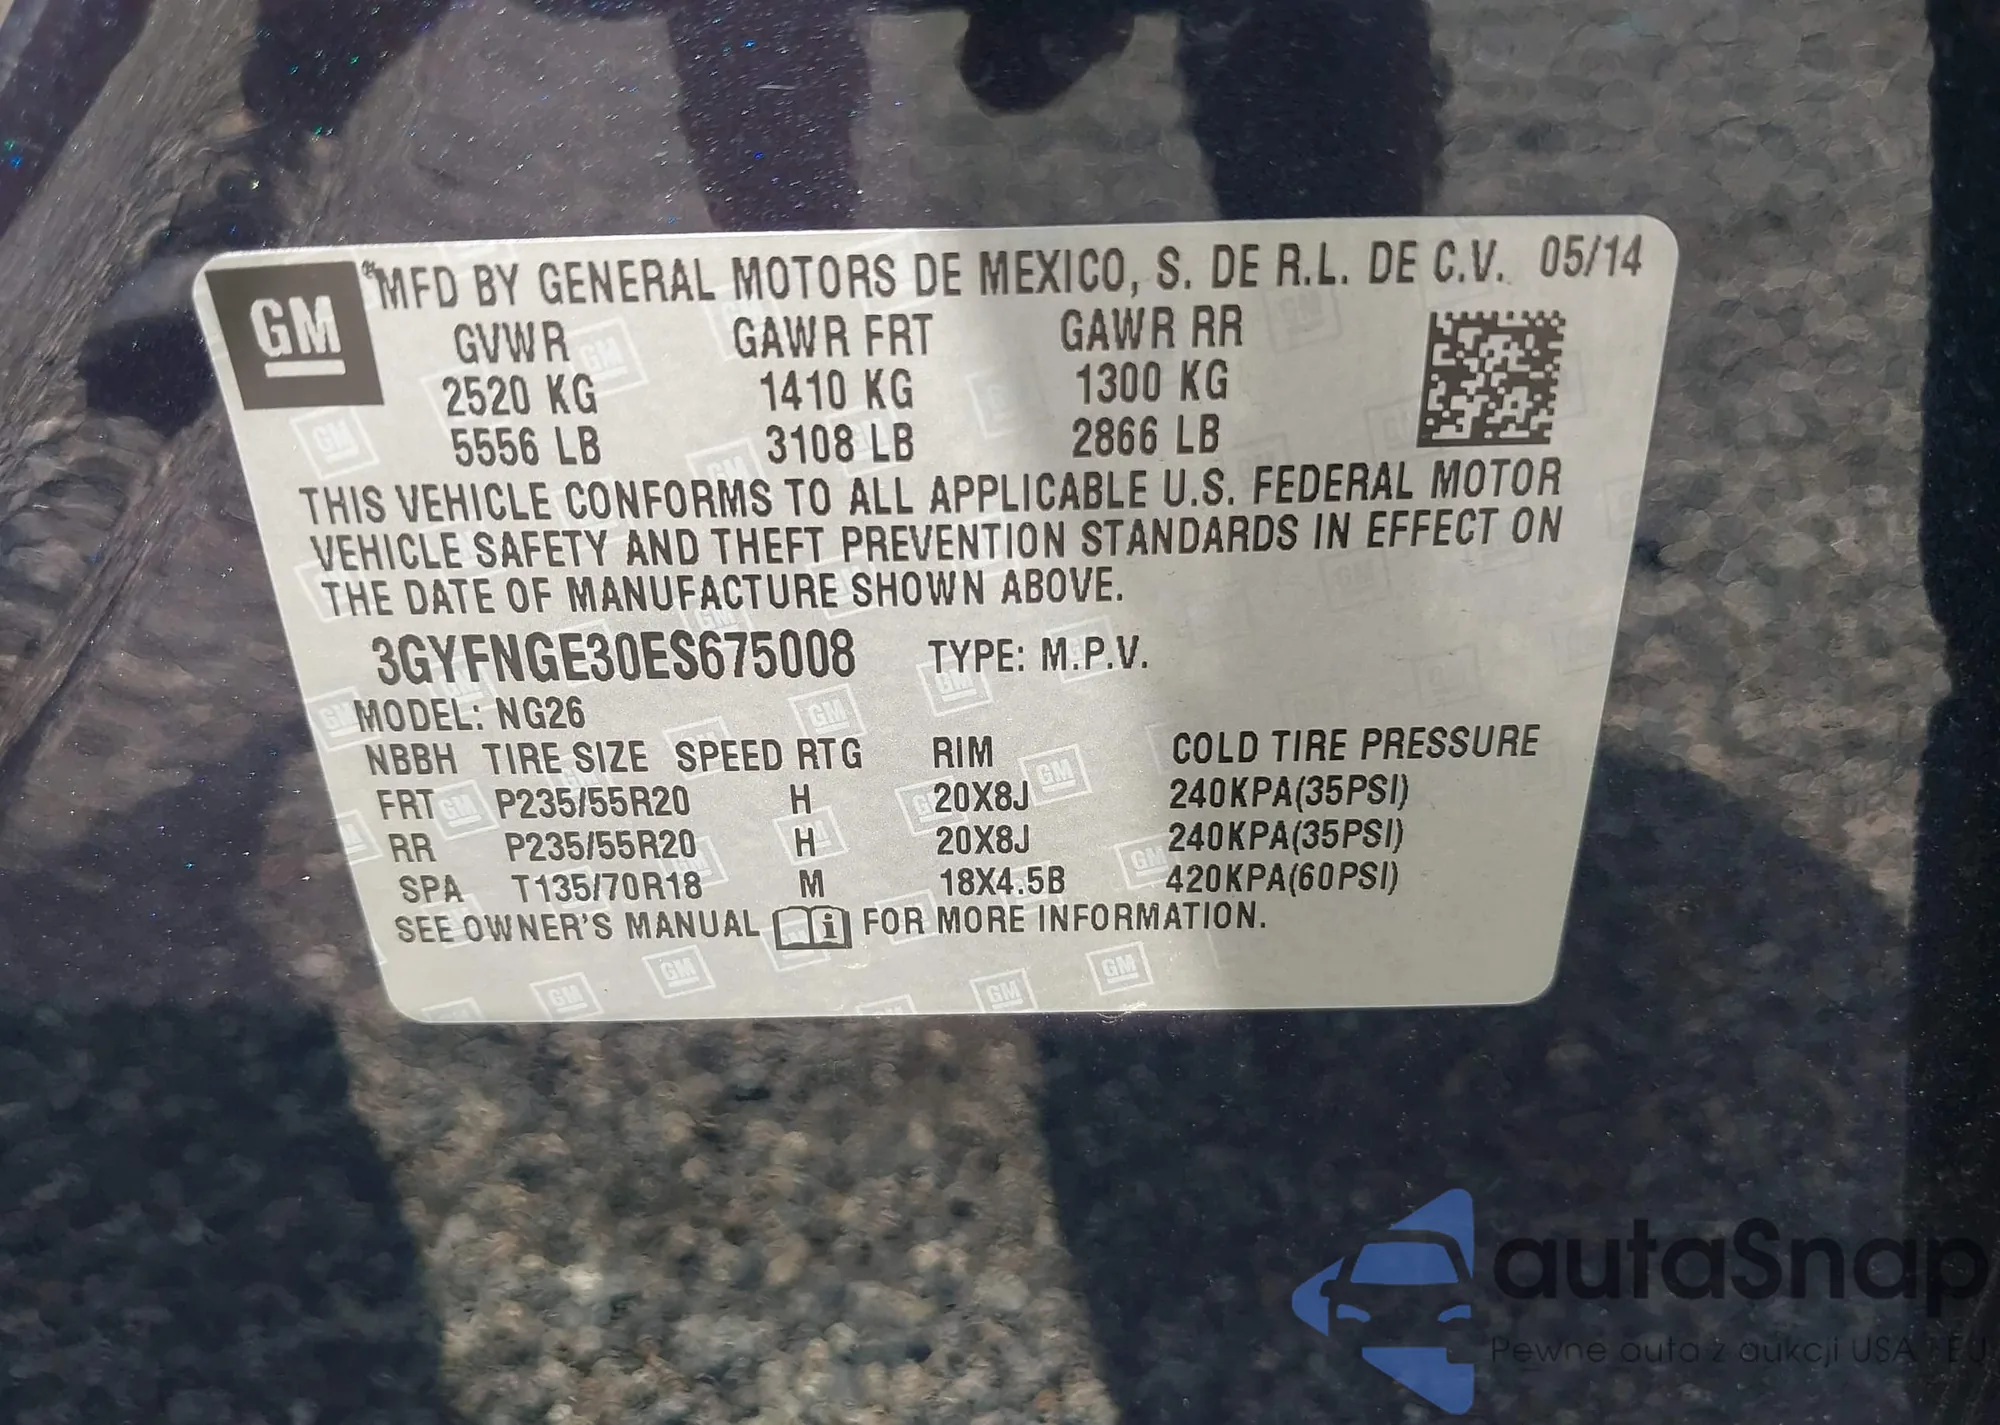 GM
MFD BY GENERAL MOTORS DE MEXICO, S. DE R.L. DE C.V. 05/14
GVWR GAWR FRT GAWR RR
2520 KG 1410 KG 1300 KG
5556 LB 3108 LB 2866 LB
THIS VEHICLE CONFORMS TO ALL APPLICABLE U.S. FEDERAL MOTOR
VEHICLE SAFETY AND THEFT PREVENTION STANDARDS IN EFFECT ON
THE DATE OF MANUFACTURE SHOWN ABOVE.
3GYFNGE30ES675008 TYPE: M.P.V.
MODEL: NG26
NBBH TIRE SIZE SPEED RTG RIM COLD TIRE PRESSURE
FRT P235/55R20 H 20X8J 240KPA(35PSI)
RR P235/55R20 H 20X8J 240KPA(35PSI)
SPA T135/70R18 M 18X4.5B 420KPA(60PSI)
SEE OWNER'S MANUAL i FOR MORE INFORMATION.
autaSnap
Pewne auta z aukcji USA i EU